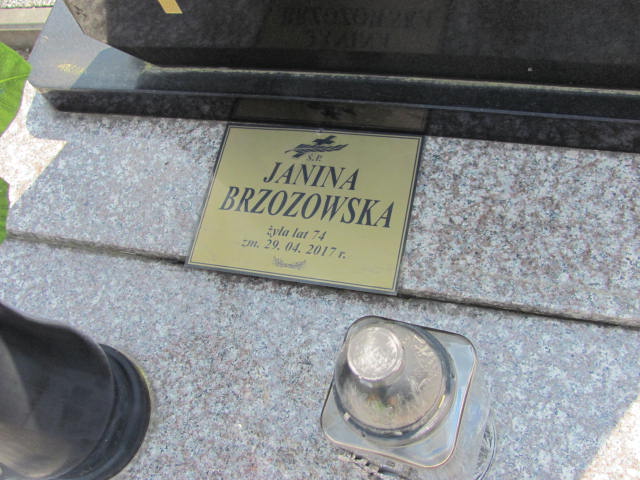 Ś.P.
JANINA
BRZOZOWSKA
żyła lat 74
zm. 29. 04. 2017 r.